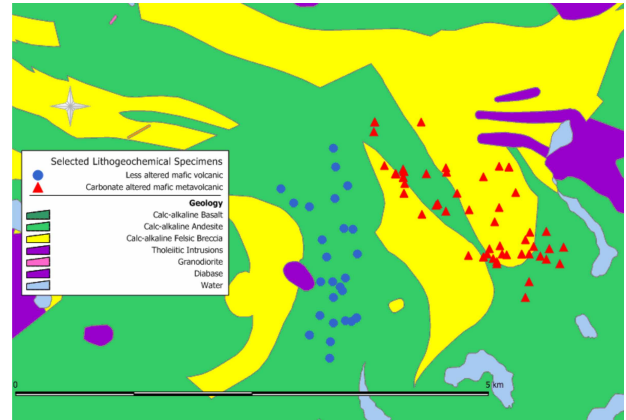 Selected Lithogeochemical Specimens
Less altered mafic volcanic
Carbonate altered mafic metavolcanic
Geology
Calc-alkaline Basalt
Calc-alkaline Andesite
Calc-alkaline Felsic Breccia
Tholeiitic Intrusions
Granodiorite
Diabase
Water
0
5 km